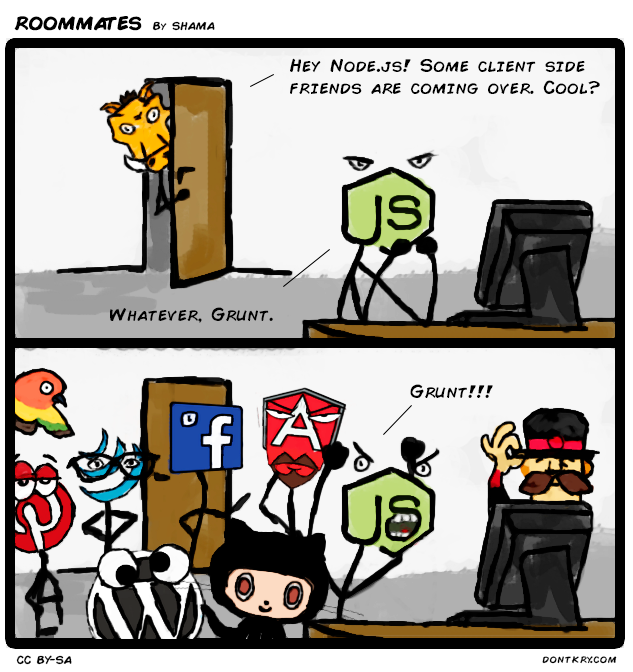 ROOMMATES BY SHAMA
HEY NODE.JS! SOME CLIENT SIDE
FRIENDS ARE COMING OVER. COOL?
JS
WHATEVER, GRUNT.
GRUNT!!!
f
A
JS
W
CC BY-SA
DONTKRY.COM